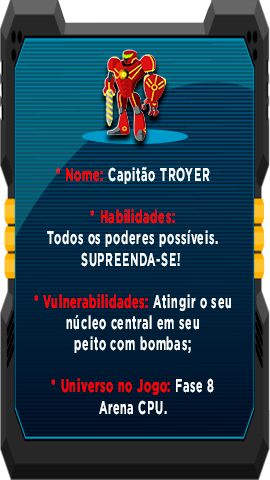 * Nome: Capitão TROYER
* Habilidades:
Todos os poderes possíveis.
SUPREENDA-SE!
* Vulnerabilidades: Atingir o seu
núcleo central em seu
peito com bombas;
* Universo no Jogo: Fase 8
Arena CPU.